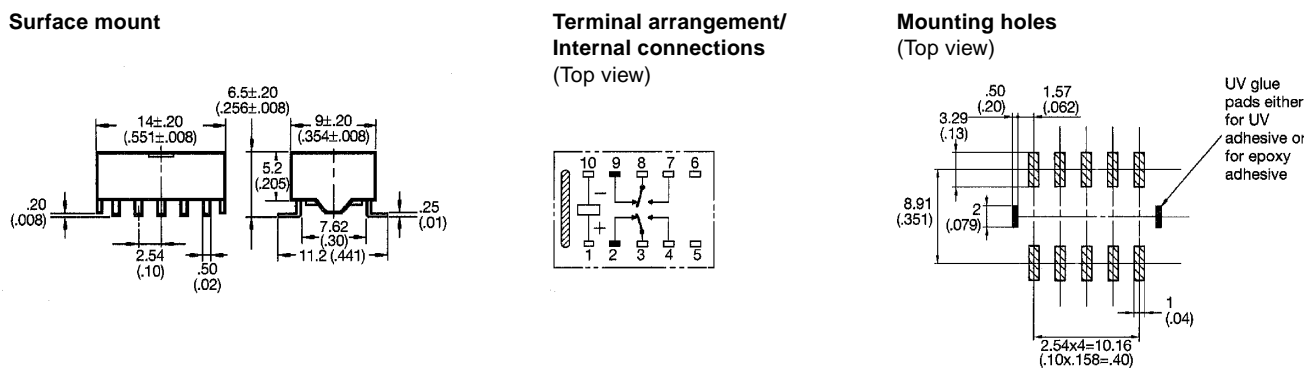 Surface mount
14±.20
(.551±.008)
6.5±.20
(.256±.008)
9±.20
(.354±.008)
5.2
(.205)
.20
(.008)
2.54
(.10)
.50
(.02)
7.62
(.30)
11.2 (.441)
.25
(.01)
Terminal arrangement/
Internal connections
(Top view)
10 9 8 7 6
−
+
1 2 3 4 5
Mounting holes
(Top view)
.50
(.20)
1.57
(.062)
3.29
(.13)
8.91
(.351)
2
(.079)
1
(.04)
2.54x4=10.16
(.10x.158=.40)
UV glue
pads either
for UV
adhesive or
for epoxy
adhesive